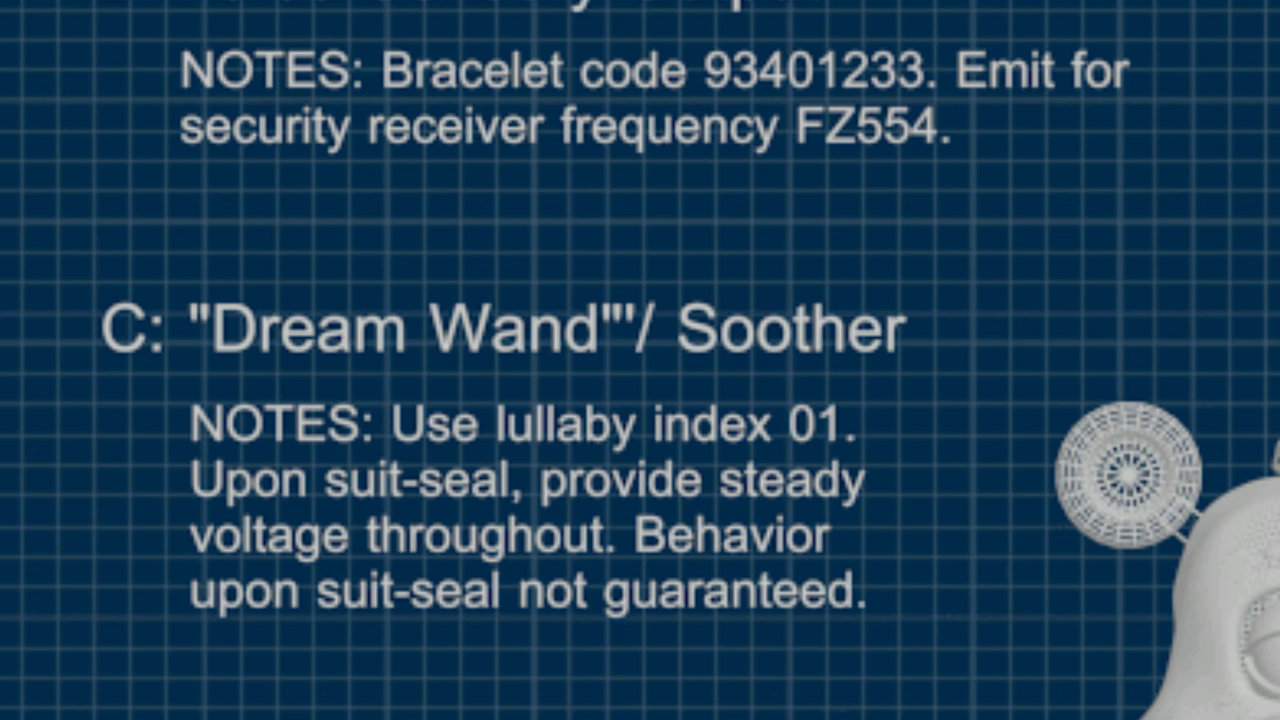 NOTES: Bracelet code 93401233. Emit for
security receiver frequency FZ554.
C: "Dream Wand"'/ Soother
NOTES: Use lullaby index 01.
Upon suit-seal, provide steady
voltage throughout. Behavior
upon suit-seal not guaranteed.